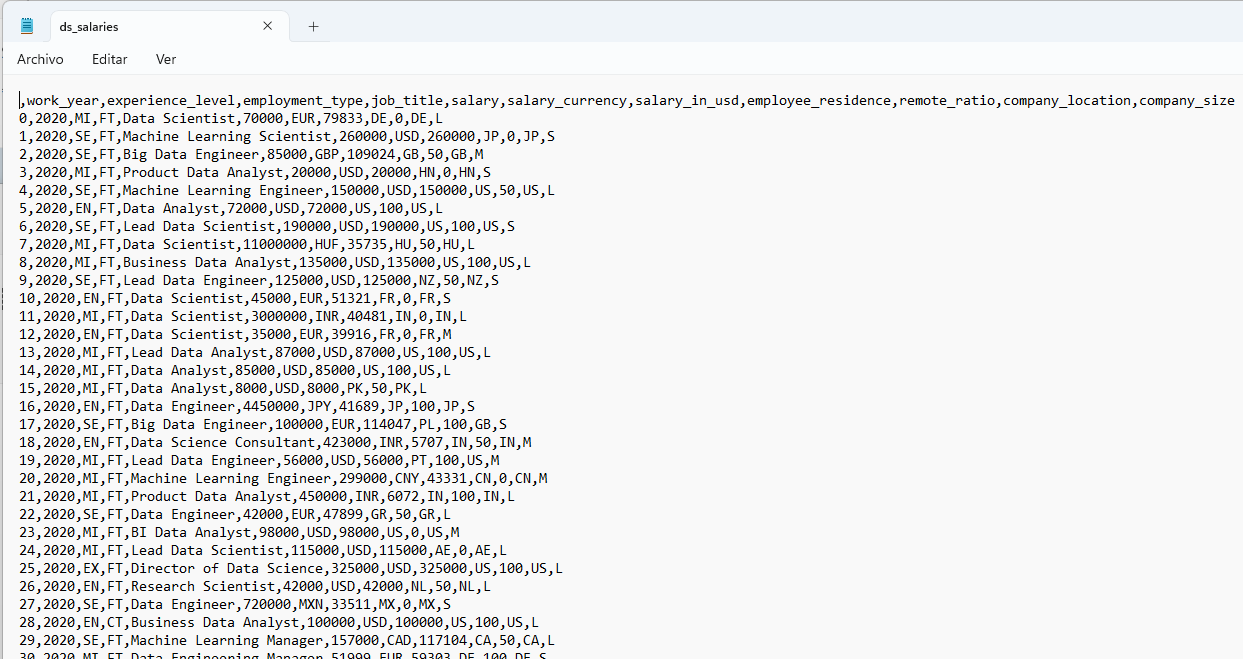 ds_salaries
Archivo Editar Ver
,work_year,experience_level,employment_type,job_title,salary,salary_currency,salary_in_usd,employee_residence,remote_ratio,company_location,company_size
0,2020,MI,FT,Data Scientist,70000,EUR,79833,DE,0,DE,L
1,2020,SE,FT,Machine Learning Scientist,260000,USD,260000,JP,0,JP,S
2,2020,SE,FT,Big Data Engineer,85000,GBP,109024,GB,50,GB,M
3,2020,MI,FT,Product Data Analyst,20000,USD,20000,HN,0,HN,S
4,2020,SE,FT,Machine Learning Engineer,150000,USD,150000,US,50,US,L
5,2020,EN,FT,Data Analyst,72000,USD,72000,US,100,US,L
6,2020,SE,FT,Lead Data Scientist,190000,USD,190000,US,100,US,S
7,2020,MI,FT,Data Scientist,11000000,HUF,35735,HU,50,HU,L
8,2020,MI,FT,Business Data Analyst,135000,USD,135000,US,100,US,L
9,2020,SE,FT,Lead Data Engineer,125000,USD,125000,NZ,50,NZ,S
10,2020,EN,FT,Data Scientist,45000,EUR,51321,FR,0,FR,S
11,2020,MI,FT,Data Scientist,3000000,INR,40481,IN,0,IN,L
12,2020,EN,FT,Data Scientist,35000,EUR,39916,FR,0,FR,M
13,2020,MI,FT,Lead Data Analyst,87000,USD,87000,US,100,US,L
14,2020,MI,FT,Data Analyst,85000,USD,85000,US,100,US,L
15,2020,MI,FT,Data Analyst,8000,USD,8000,PK,50,PK,L
16,2020,EN,FT,Data Engineer,4450000,JPY,41689,JP,100,JP,S
17,2020,SE,FT,Big Data Engineer,100000,EUR,114047,PL,100,GB,S
18,2020,EN,FT,Data Science Consultant,423000,INR,5707,IN,50,IN,M
19,2020,MI,FT,Lead Data Engineer,56000,USD,56000,PT,100,US,M
20,2020,MI,FT,Machine Learning Engineer,299000,CNY,43331,CN,0,CN,M
21,2020,MI,FT,Product Data Analyst,450000,INR,6072,IN,100,IN,L
22,2020,SE,FT,Data Engineer,42000,EUR,47899,GR,50,GR,L
23,2020,MI,FT,BI Data Analyst,98000,USD,98000,US,0,US,M
24,2020,MI,FT,Lead Data Scientist,115000,USD,115000,AE,0,AE,L
25,2020,EX,FT,Director of Data Science,325000,USD,325000,US,100,US,L
26,2020,EN,FT,Research Scientist,42000,USD,42000,NL,50,NL,L
27,2020,SE,FT,Data Engineer,720000,MXN,33511,MX,0,MX,S
28,2020,EN,CT,Business Data Analyst,100000,USD,100000,US,100,US,L
29,2020,SE,FT,Machine Learning Manager,157000,CAD,117104,CA,50,CA,L
30,2020,MI,FT,Data Engineering Manager,51999,EUR,59303,DE,100,DE,S